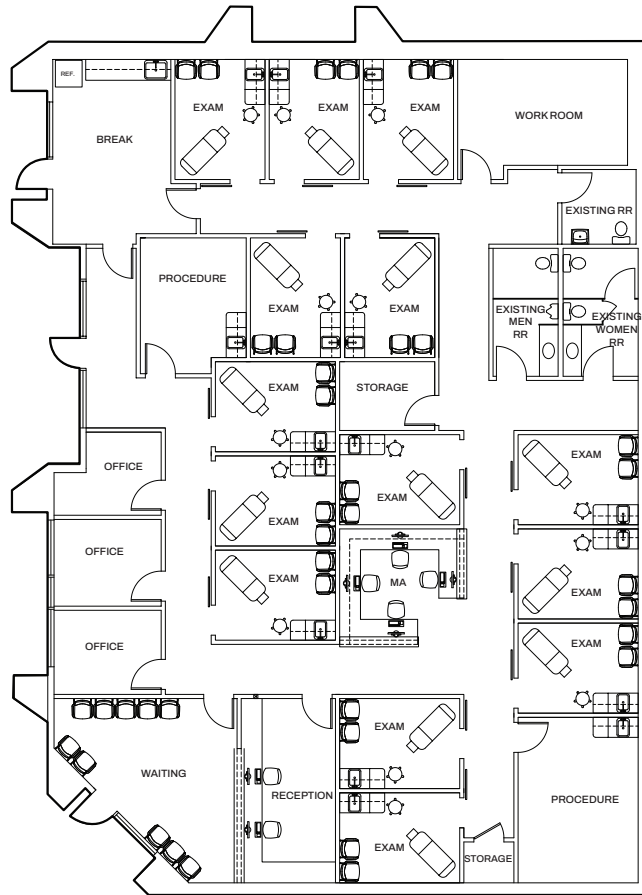 REF.
EXAM
EXAM
EXAM
WORK ROOM
BREAK
EXISTING RR
PROCEDURE
EXAM
EXAM
EXISTING
MEN
RR
EXISTING
WOMEN
RR
EXAM
STORAGE
OFFICE
EXAM
EXAM
EXAM
OFFICE
EXAM
MA
EXAM
EXAM
OFFICE
EXAM
EXAM
WAITING
RECEPTION
PROCEDURE
EXAM
STORAGE